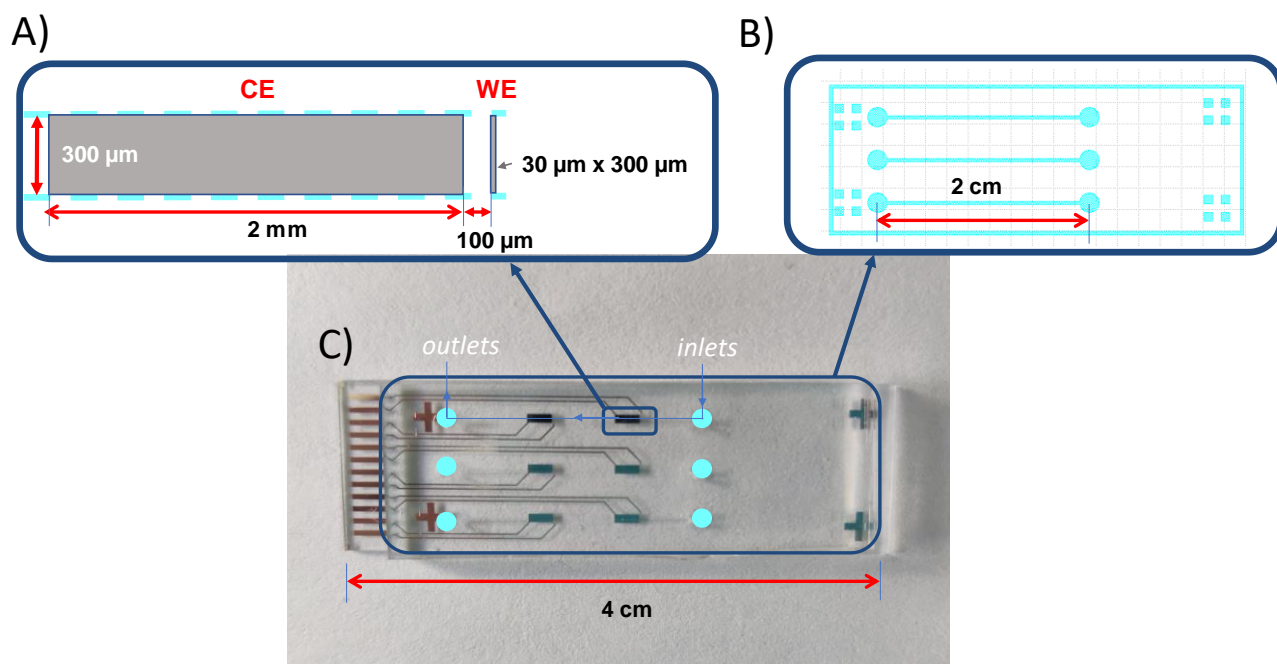 A)
B)
CE
WE
300 µm
30 µm x 300 µm
2 mm
100 µm
2 cm
C)
outlets
inlets
4 cm